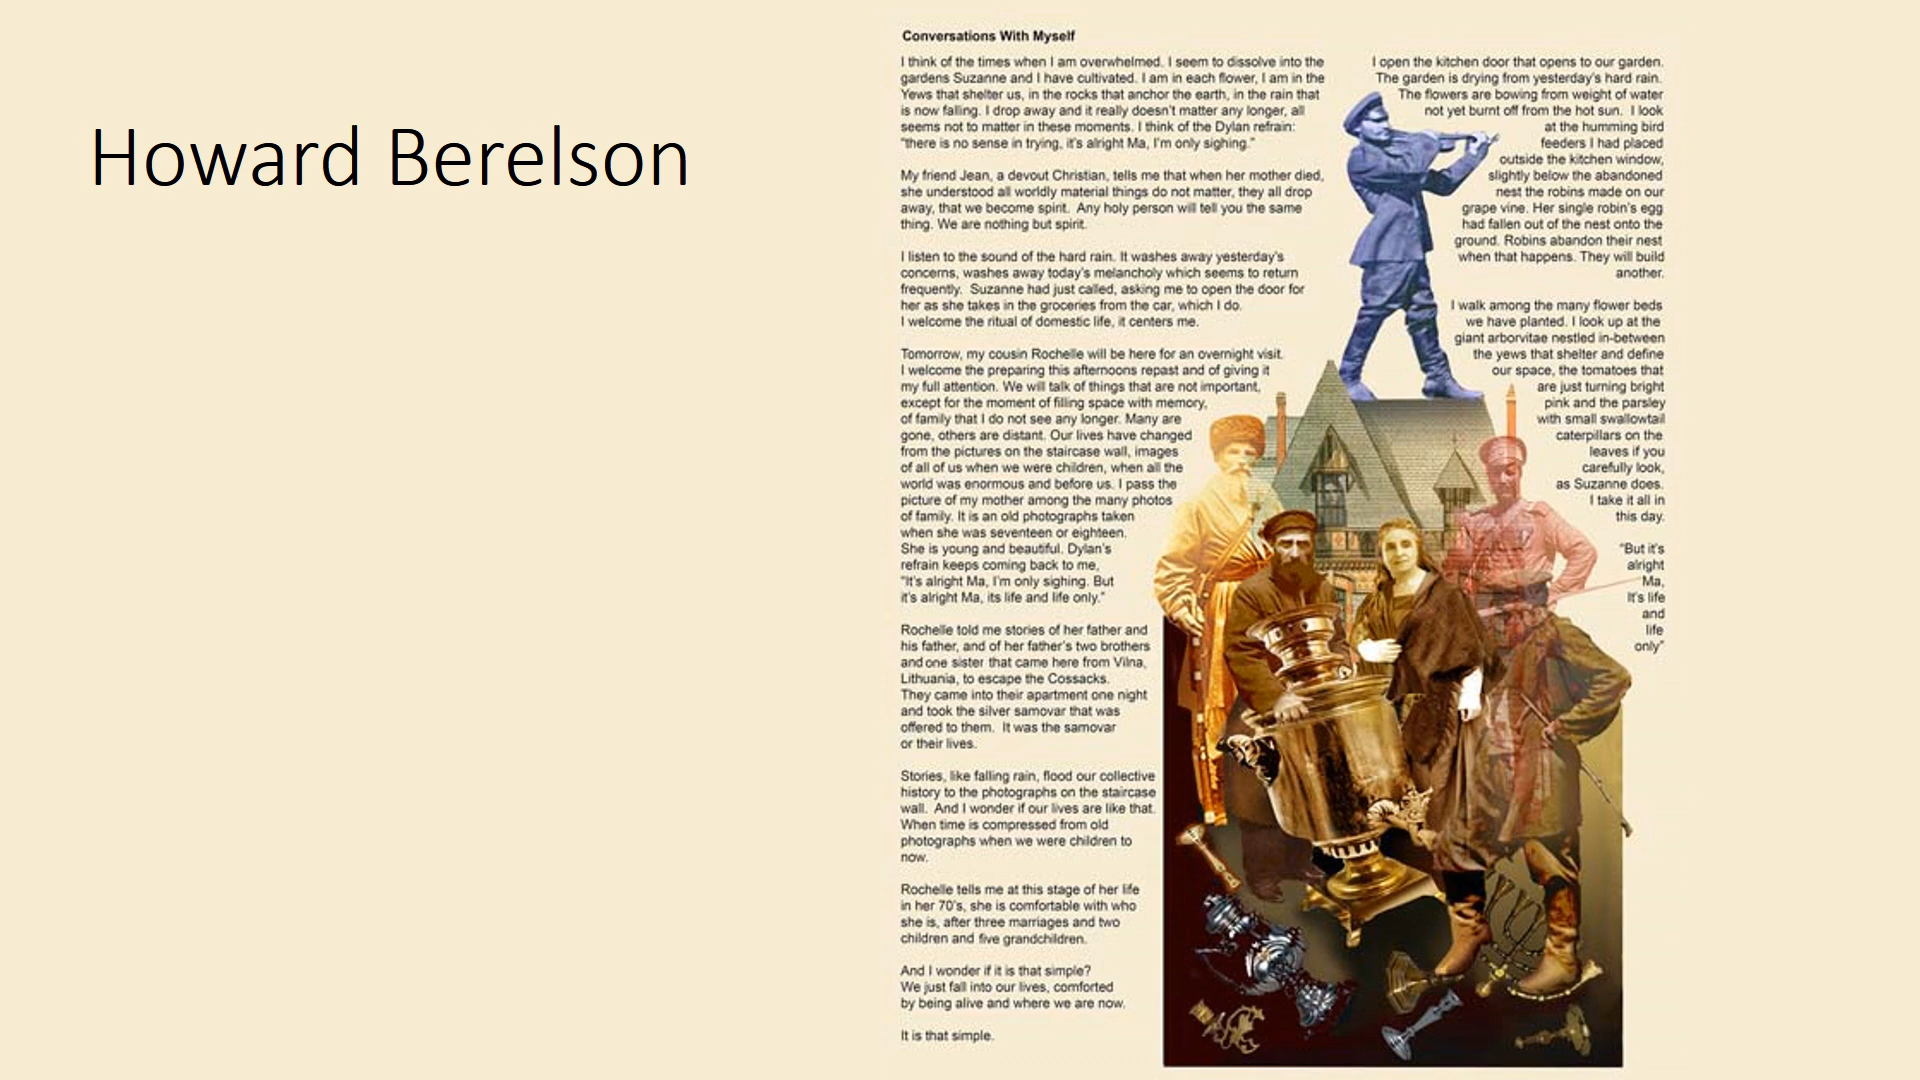 Howard Berelson
Conversations With Myself
I think of the times when I am overwhelmed. I seem to dissolve into the
gardens Suzanne and I have cultivated. I am in each flower, I am in the
Yews that shelter us, in the rocks that anchor the earth, in the rain that
is now falling. I drop away and it really doesn't matter any longer, all
seems not to matter in these moments. I think of the Dylan refrain:
"there is no sense in trying, it's alright Ma, I'm only sighing."
My friend Jean, a devout Christian, tells me that when her mother died,
she understood all worldly material things do not matter, they all drop
away, that we become spirit. Any holy person will tell you the same
thing. We are nothing but spirit.
I listen to the sound of the hard rain. It washes away yesterday's
concerns, washes away today's melancholy which seems to return
frequently. Suzanne had just called, asking me to open the door for
her as she takes in the groceries from the car, which I do.
I welcome the ritual of domestic life, it centers me.
Tomorrow, my cousin Rochelle will be here for an overnight visit.
I welcome the preparing this afternoons repast and of giving it
my full attention. We will talk of things that are not important,
except for the moment of filling space with memory,
of family that I do not see any longer. Many are
gone, others are distant. Our lives have changed
from the pictures on the staircase wall, images
of all of us when we were children, when all the
world was enormous and before us. I pass the
picture of my mother among the many photos
of family. It is an old photographs taken
when she was seventeen or eighteen.
She is young and beautiful. Dylan's
refrain keeps coming back to me,
"It's alright Ma, I'm only sighing. But
it's alright Ma, its life and life only."
Rochelle told me stories of her father and
his father, and of her father's two brothers
and one sister that came here from Vilna,
Lithuania, to escape the Cossacks.
They came into their apartment one night
and took the silver samovar that was
offered to them. It was the samovar
or their lives.
Stories, like falling rain, flood our collective
history to the photographs on the staircase
wall. And I wonder if our lives are like that.
When time is compressed from old
photographs when we were children to
now.
Rochelle tells me at this stage of her life
in her 70's, she is comfortable with who
she is, after three marriages and two
children and five grandchildren.
And I wonder if it is that simple?
We just fall into our lives, comforted
by being alive and where we are now.
It is that simple.
I open the kitchen door that opens to our garden.
The garden is drying from yesterday's hard rain.
The flowers are bowing from weight of water
not yet burnt off from the hot sun. I look
at the humming bird
feeders I had placed
outside the kitchen window,
slightly below the abandoned
nest the robins made on our
grape vine. Her single robin's egg
had fallen out of the nest onto the
ground. Robins abandon their nest
when that happens. They will build
another.
I walk among the many flower beds
we have planted. I look up at the
giant arborvitae nestled in-between
the yews that shelter and define
our space, the tomatoes that
are just turning bright
pink and the parsley
with small swallowtail
caterpillars on the
leaves if you
carefully look,
as Suzanne does.
I take it all in
this day.
"But it's
alright
Ma,
It's life
and
life
only"